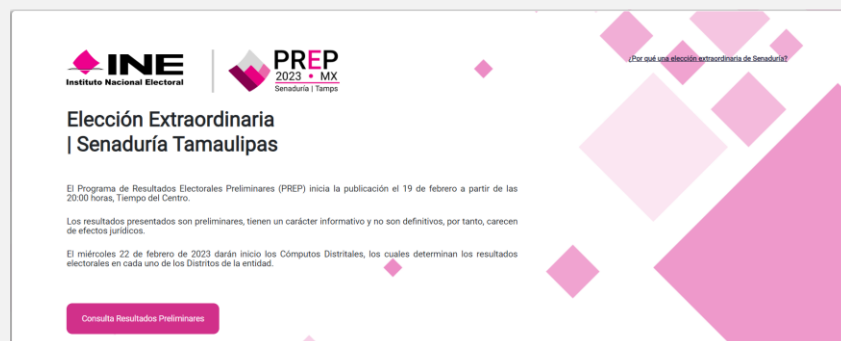 INE
Instituto Nacional Electoral
PREP
2023 • MX
Senaduría | Tamps
¿Por qué una elección extraordinaria de Senaduría?
Elección Extraordinaria
| Senaduría Tamaulipas
El Programa de Resultados Electorales Preliminares (PREP) inicia la publicación el 19 de febrero a partir de las
20:00 horas, Tiempo del Centro.
Los resultados presentados son preliminares, tienen un carácter informativo y no son definitivos, por tanto, carecen
de efectos jurídicos.
El miércoles 22 de febrero de 2023 darán inicio los Cómputos Distritales, los cuales determinan los resultados
electorales en cada uno de los Distritos de la entidad.
Consulta Resultados Preliminares